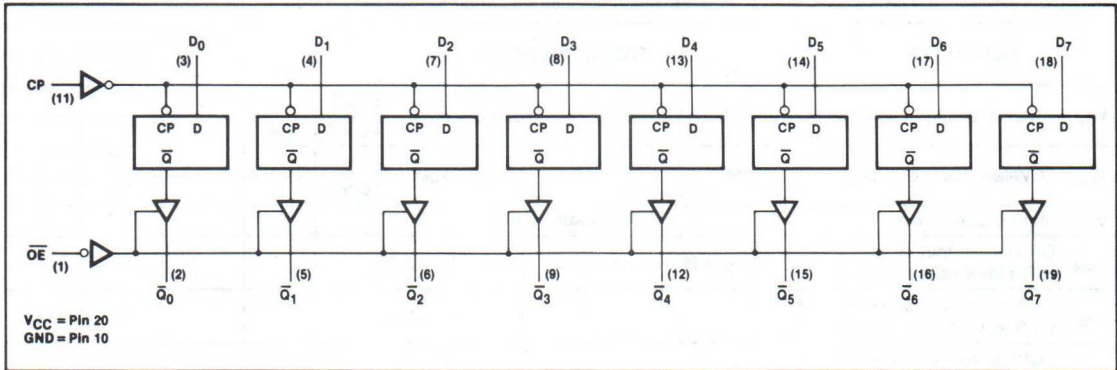 D0 D1 D2 D3 D4 D5 D6 D7
(3) (4) (7) (8) (13) (14) (17) (18)
CP
(11)
CP D CP D CP D CP D CP D CP D CP D CP D
Q̅ Q̅ Q̅ Q̅ Q̅ Q̅ Q̅ Q̅
O̅E̅
(1)
(2) (5) (6) (9) (12) (15) (16) (19)
Q̅0 Q̅1 Q̅2 Q̅3 Q̅4 Q̅5 Q̅6 Q̅7
VCC = Pin 20
GND = Pin 10